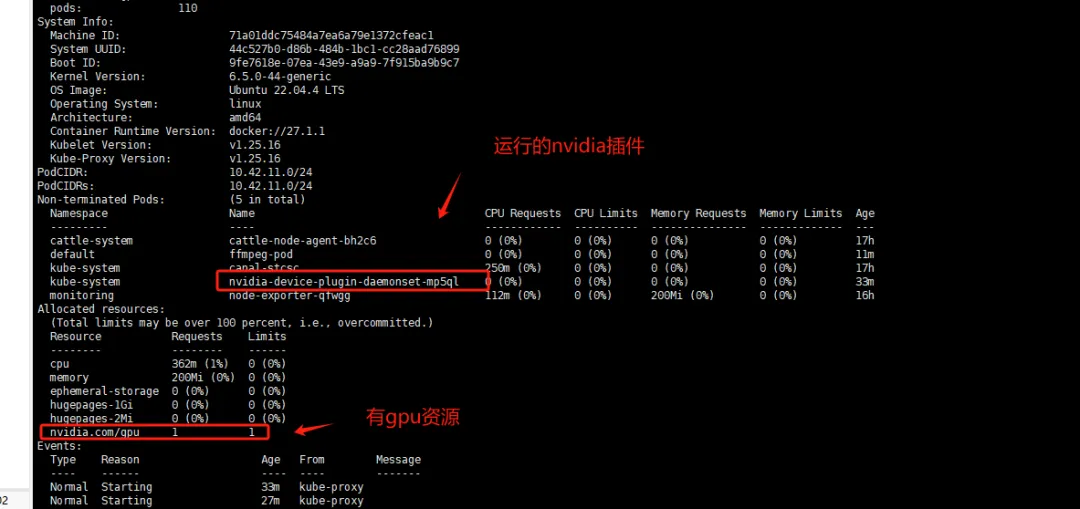 pods: 110
System Info:
Machine ID: 71a01ddc75484a7ea6a79e1372cfeac1
System UUID: 44c527b0-d86b-484b-1bc1-cc28aad76899
Boot ID: 9fe7618e-07ea-43e9-a9a9-7f915ba9b9c7
Kernel Version: 6.5.0-44-generic
OS Image: Ubuntu 22.04.4 LTS
Operating System: linux
Architecture: amd64
Container Runtime Version: docker://27.1.1
Kubelet Version: v1.25.16
Kube-Proxy Version: v1.25.16
运行的nvidia插件
PodCIDR: 10.42.11.0/24
PodCIDRs: 10.42.11.0/24
Non-terminated Pods: (5 in total)
Namespace Name CPU Requests CPU Limits Memory Requests Memory Limits Age
--------- ---- ------------ ---------- --------------- ------------- ---
cattle-system cattle-node-agent-bh2c6 0 (0%) 0 (0%) 0 (0%) 0 (0%) 17h
default ffmpeg-pod 0 (0%) 0 (0%) 0 (0%) 0 (0%) 11m
kube-system canal-stcsc 250m (0%) 0 (0%) 0 (0%) 0 (0%) 17h
kube-system nvidia-device-plugin-daemonset-mp5ql 0 (0%) 0 (0%) 0 (0%) 0 (0%) 33m
monitoring node-exporter-qfwgg 112m (0%) 0 (0%) 200Mi (0%) 0 (0%) 16h
Allocated resources:
(Total limits may be over 100 percent, i.e., overcommitted.)
Resource Requests Limits
-------- -------- ------
cpu 362m (1%) 0 (0%)
memory 200Mi (0%) 0 (0%)
ephemeral-storage 0 (0%) 0 (0%)
hugepages-1Gi 0 (0%) 0 (0%)
hugepages-2Mi 0 (0%) 0 (0%)
nvidia.com/gpu 1 1
有gpu资源
Events:
Type Reason Age From Message
---- ------ ---- ---- -------
Normal Starting 33m kube-proxy
Normal Starting 27m kube-proxy